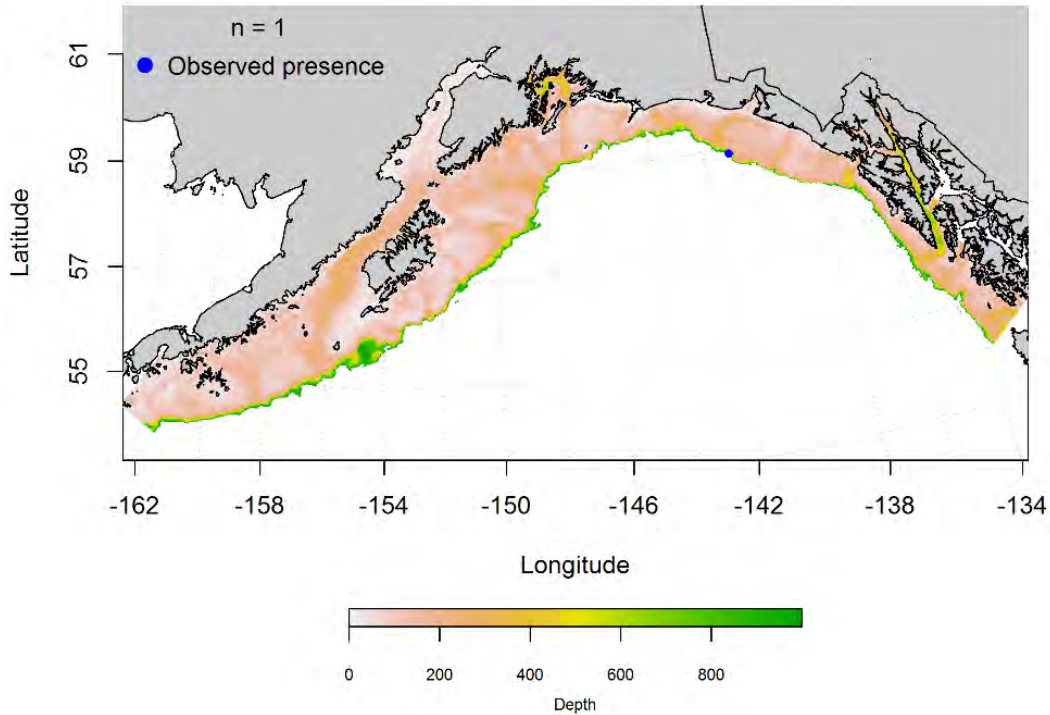 n = 1
Observed presence
61
59
57
55
Latitude
-162 -158 -154 -150 -146 -142 -138 -134
Longitude
0 200 400 600 800
Depth